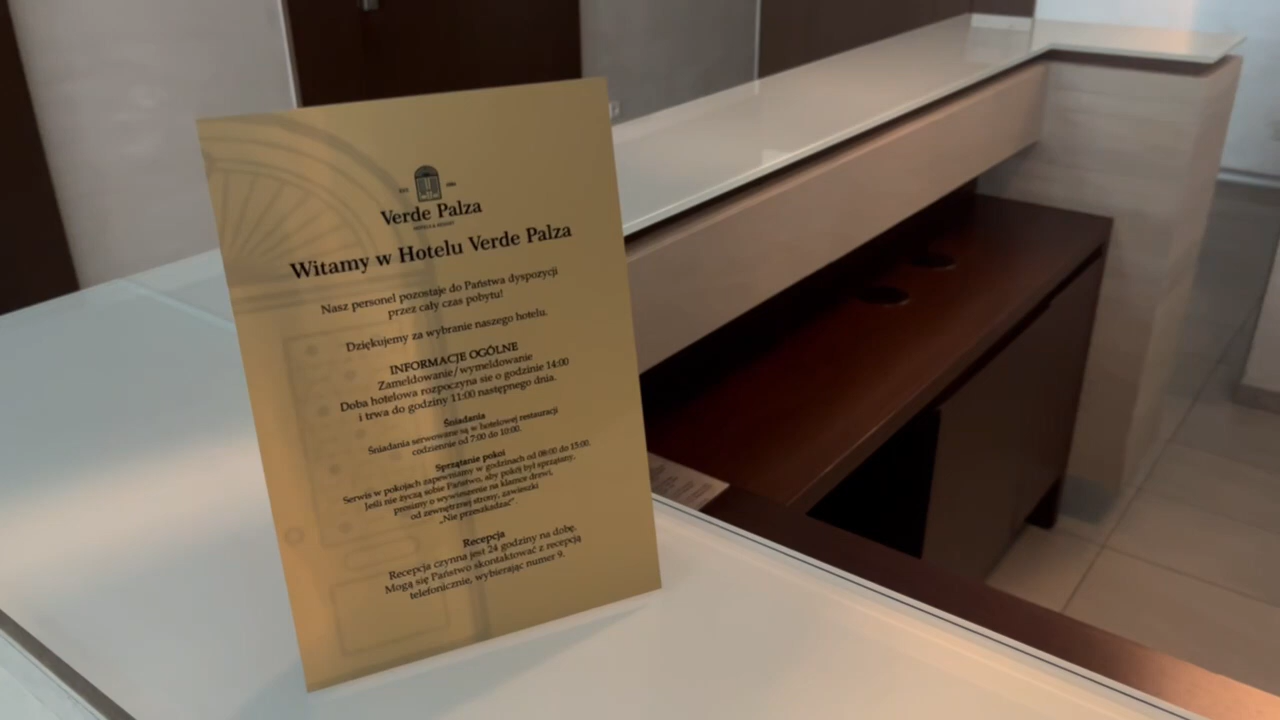 Verde Palza
HOTELS & RESORT
Witamy w Hotelu Verde Palza
Nasz personel pozostaje do Państwa dyspozycji
przez cały czas pobytu!
Dziękujemy za wybranie naszego hotelu.
INFORMACJE OGÓLNE
Zameldowanie/wymeldowanie
Doba hotelowa rozpoczyna sie o godzinie 14:00
i trwa do godziny 11:00 następnego dnia.
Śniadania
Śniadania serwowane są w hotelowej restauracji
codziennie od 7:00 do 10:00.
Sprzątanie pokoi
Serwis w pokojach zapewniamy w godzinach od 08:00 do 15:00.
Jeśli nie życzą sobie Państwo, aby pokój był sprzątany,
prosimy o wywieszenie na klamce drzwi,
od zewnętrznej strony, zawieszki
„Nie przeszkadzać".
Recepcja
Recepcja czynna jest 24 godziny na dobę.
Mogą się Państwo skontaktować z recepcją
telefonicznie, wybierając numer 9.